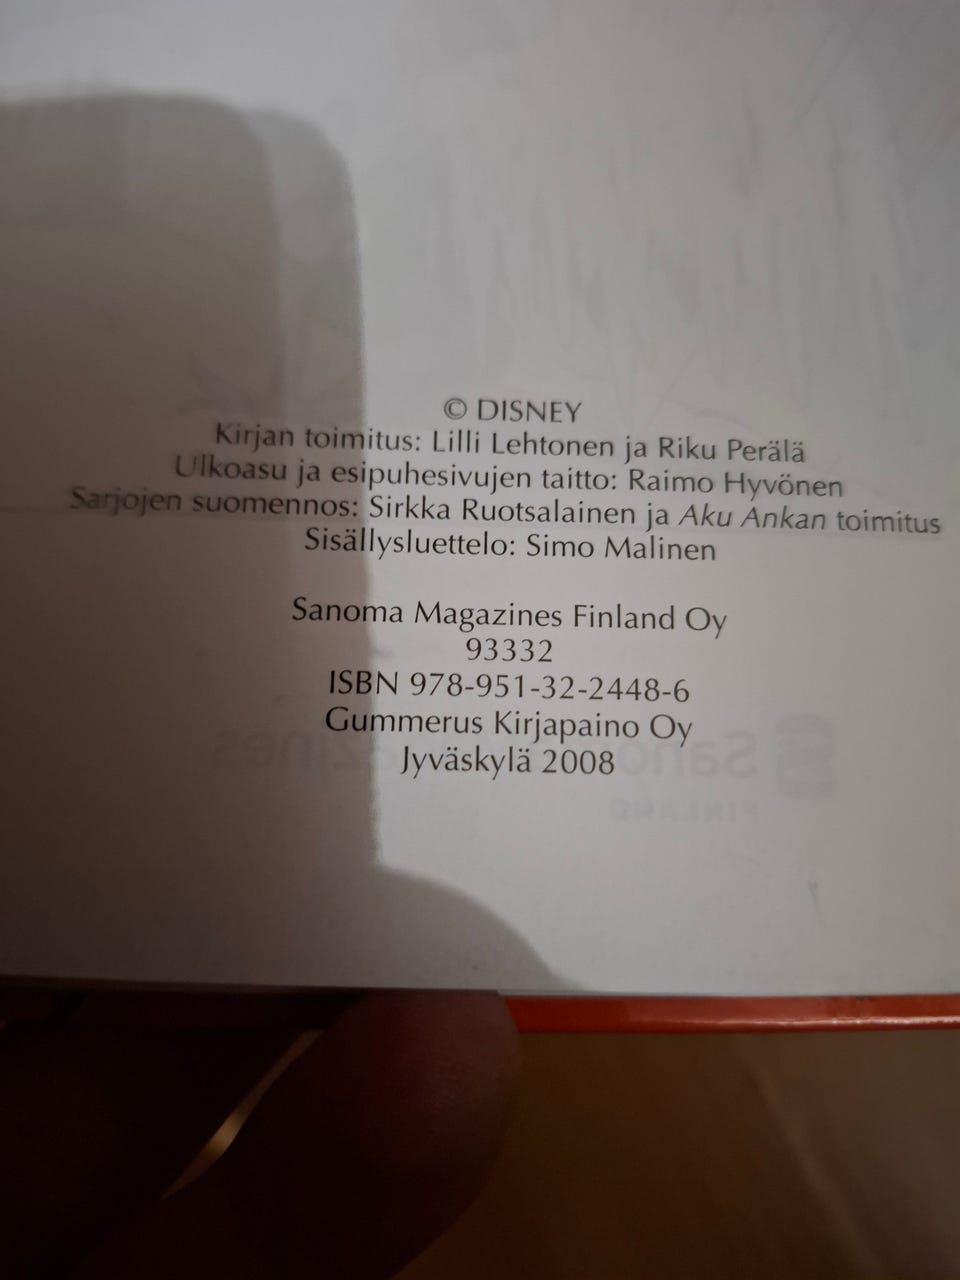 © DISNEY
Kirjan toimitus: Lilli Lehtonen ja Riku Perälä
Ulkoasu ja esipuhesivujen taitto: Raimo Hyvönen
Sarjojen suomennos: Sirkka Ruotsalainen ja Aku Ankan toimitus
Sisällysluettelo: Simo Malinen
Sanoma Magazines Finland Oy
93332
ISBN 978-951-32-2448-6
Gummerus Kirjapaino Oy
Jyväskylä 2008